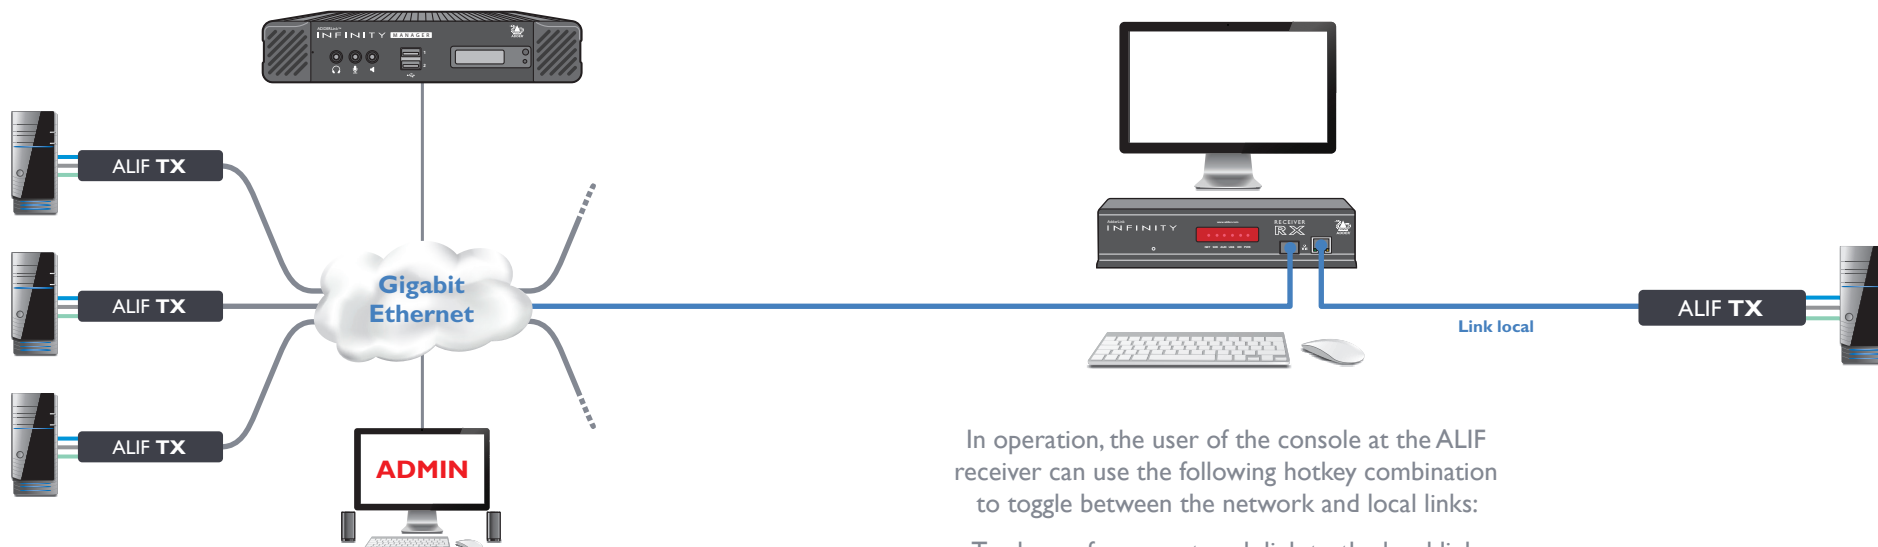 INFINITY MANAGER
1
2
ALIF TX
ALIF TX
ALIF TX
Gigabit
Ethernet
ADMIN
INFINITY
RECEIVER
RX
Link local
ALIF TX
In operation, the user of the console at the ALIF
receiver can use the following hotkey combination
to toggle between the network and local links: